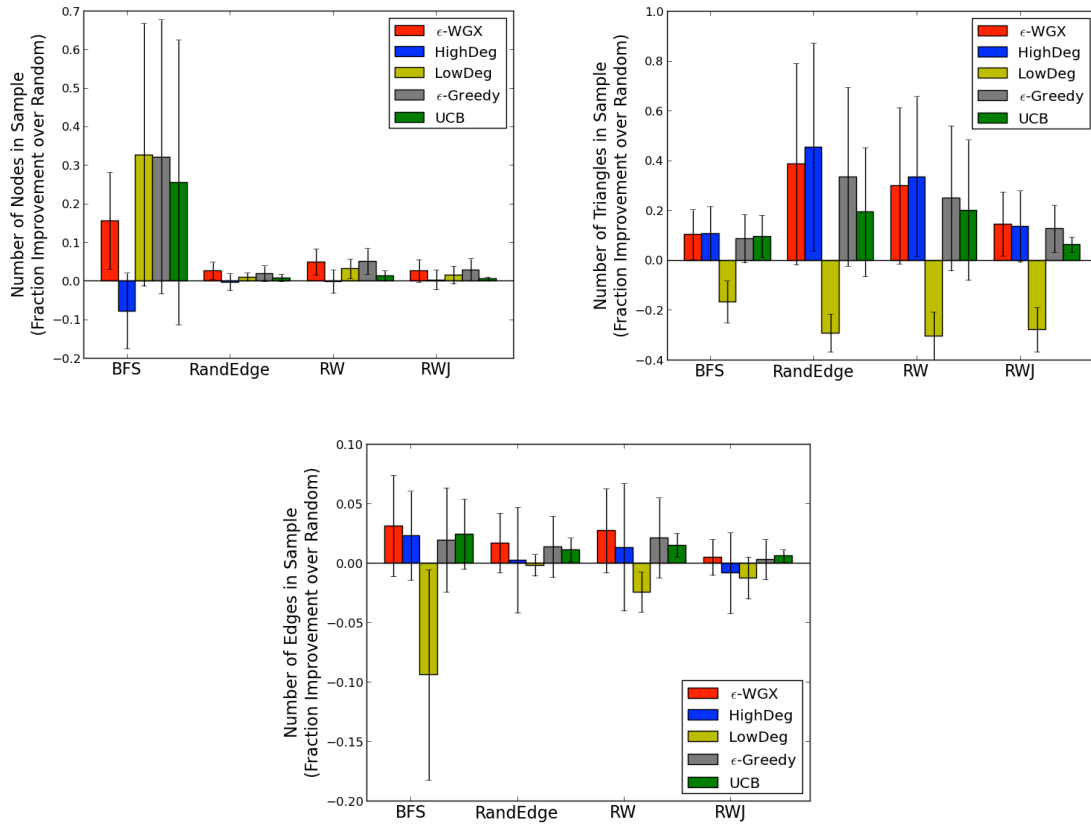 Number of Nodes in Sample
(Fraction Improvement over Random)
0.7
0.6
0.5
0.4
0.3
0.2
0.1
0.0
−0.1
−0.2
BFS
RandEdge
RW
RWJ
ϵ-WGX
HighDeg
LowDeg
ϵ-Greedy
UCB
Number of Triangles in Sample
(Fraction Improvement over Random)
1.0
0.8
0.6
0.4
0.2
0.0
−0.2
−0.4
BFS
RandEdge
RW
RWJ
ϵ-WGX
HighDeg
LowDeg
ϵ-Greedy
UCB
Number of Edges in Sample
(Fraction Improvement over Random)
0.10
0.05
0.00
−0.05
−0.10
−0.15
−0.20
BFS
RandEdge
RW
RWJ
ϵ-WGX
HighDeg
LowDeg
ϵ-Greedy
UCB